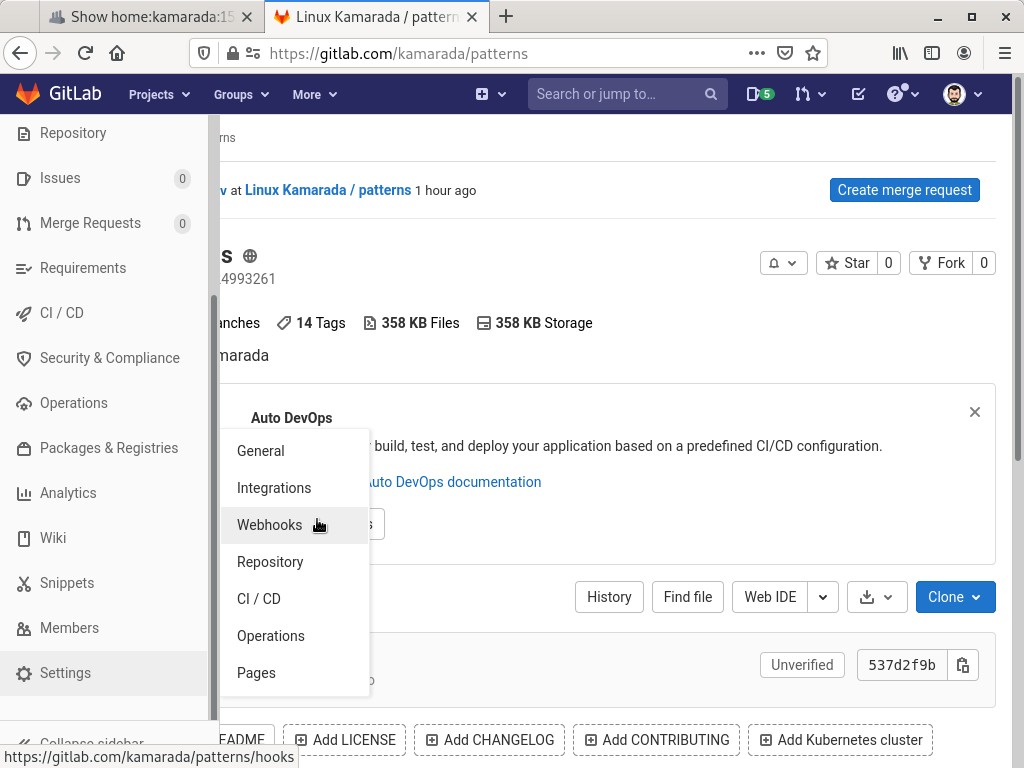 Show home:kamarada:15
Linux Kamarada / pattern
https://gitlab.com/kamarada/patterns
GitLab
Projects
Groups
More
Search or jump to...
5
Repository
Issues
0
Merge Requests
0
Requirements
CI / CD
Security & Compliance
Operations
Packages & Registries
Analytics
Wiki
Snippets
Members
Settings
Collapse sidebar
rns
v at Linux Kamarada / patterns 1 hour ago
Create merge request
s
4993261
Star 0
Fork 0
anches
14 Tags
358 KB Files
358 KB Storage
marada
Auto DevOps
build, test, and deploy your application based on a predefined CI/CD configuration.
Auto DevOps documentation
s
General
Integrations
Webhooks
Repository
CI / CD
Operations
Pages
History
Find file
Web IDE
Clone
Unverified
537d2f9b
EADME
Add LICENSE
Add CHANGELOG
Add CONTRIBUTING
Add Kubernetes cluster
https://gitlab.com/kamarada/patterns/hooks